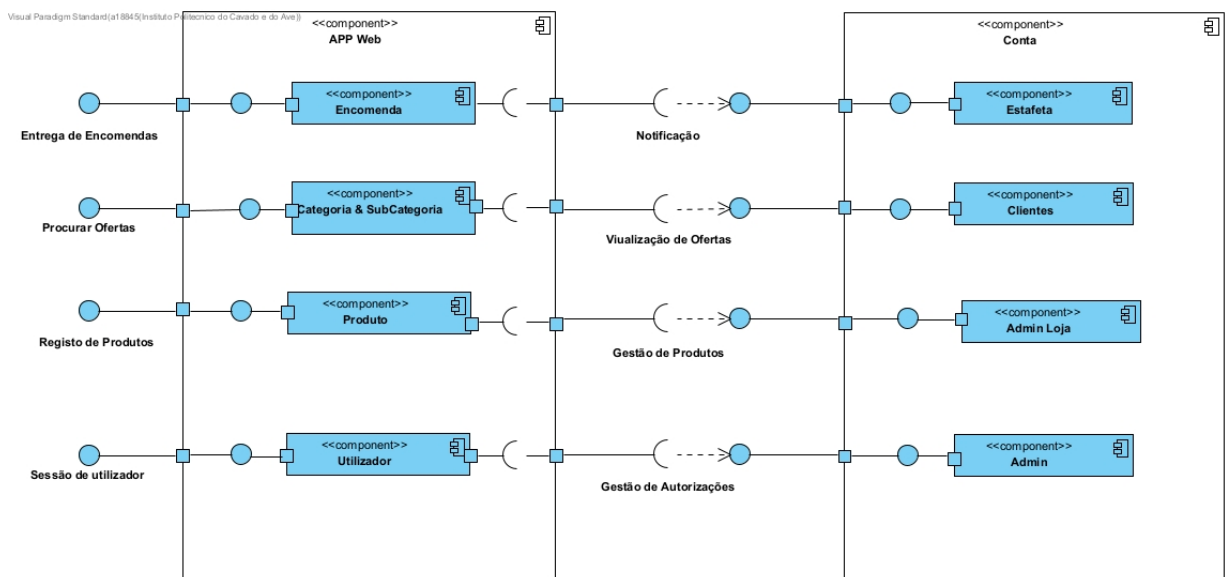 Visual Paradigm Standard(a18845(Instituto Politecnico do Cavado e do Ave))
<<component>>
APP Web
<<component>>
Conta
<<component>>
Encomenda
<<component>>
Estafeta
Entrega de Encomendas
Notificação
<<component>>
Categoria & SubCategoria
<<component>>
Clientes
Procurar Ofertas
Viualização de Ofertas
<<component>>
Produto
<<component>>
Admin Loja
Registo de Produtos
Gestão de Produtos
<<component>>
Utilizador
<<component>>
Admin
Sessão de utilizador
Gestão de Autorizações